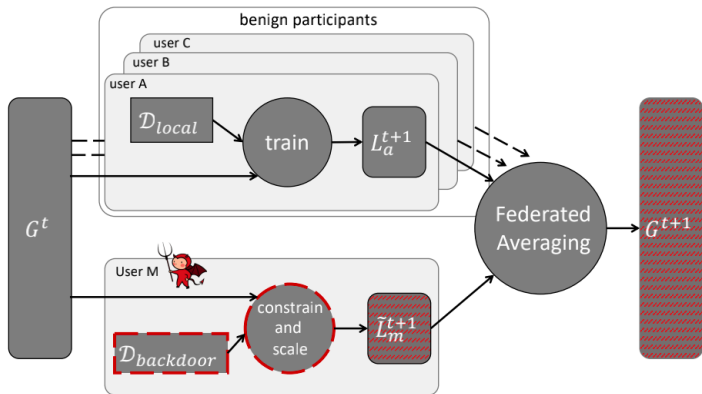 benign participants
user C
user B
user A
𝒟_local
train
L_a^{t+1}
G^t
Federated
Averaging
G^{t+1}
User M
constrain
and
scale
𝒟_backdoor
L̃_m^{t+1}